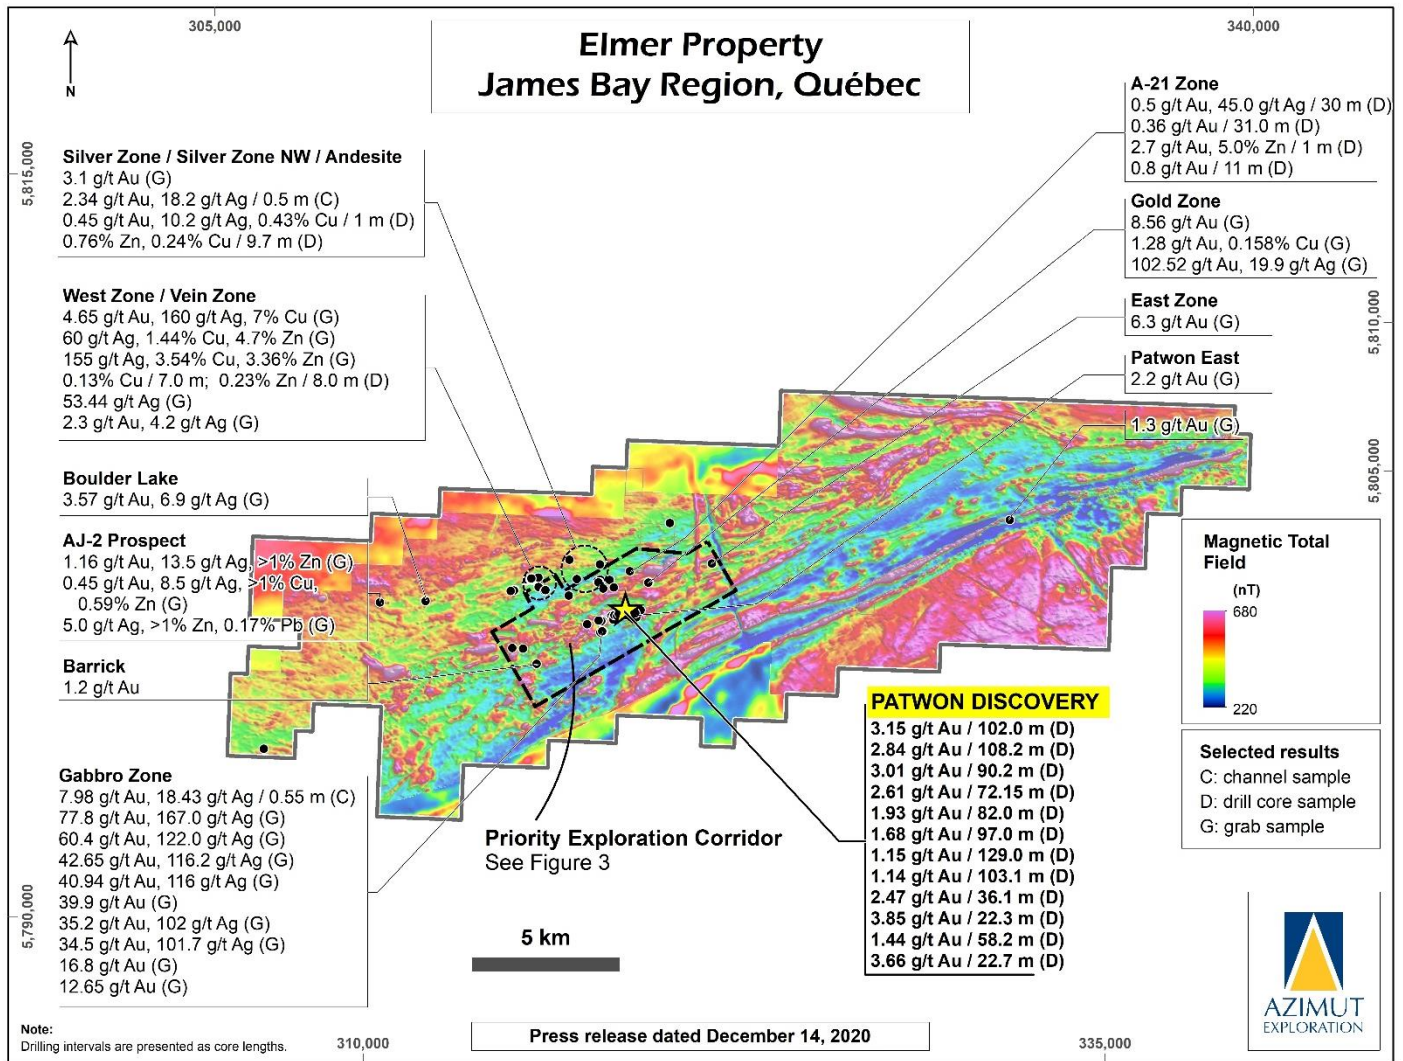 305,000
340,000
N
Elmer Property
James Bay Region, Québec
5,815,000
Silver Zone / Silver Zone NW / Andesite
3.1 g/t Au (G)
2.34 g/t Au, 18.2 g/t Ag / 0.5 m (C)
0.45 g/t Au, 10.2 g/t Ag, 0.43% Cu / 1 m (D)
0.76% Zn, 0.24% Cu / 9.7 m (D)
West Zone / Vein Zone
4.65 g/t Au, 160 g/t Ag, 7% Cu (G)
60 g/t Ag, 1.44% Cu, 4.7% Zn (G)
155 g/t Ag, 3.54% Cu, 3.36% Zn (G)
0.13% Cu / 7.0 m; 0.23% Zn / 8.0 m (D)
53.44 g/t Ag (G)
2.3 g/t Au, 4.2 g/t Ag (G)
Boulder Lake
3.57 g/t Au, 6.9 g/t Ag (G)
AJ-2 Prospect
1.16 g/t Au, 13.5 g/t Ag, >1% Zn (G)
0.45 g/t Au, 8.5 g/t Ag, >1% Cu,
0.59% Zn (G)
5.0 g/t Ag, >1% Zn, 0.17% Pb (G)
Barrick
1.2 g/t Au
Gabbro Zone
7.98 g/t Au, 18.43 g/t Ag / 0.55 m (C)
77.8 g/t Au, 167.0 g/t Ag (G)
60.4 g/t Au, 122.0 g/t Ag (G)
42.65 g/t Au, 116.2 g/t Ag (G)
40.94 g/t Au, 116 g/t Ag (G)
39.9 g/t Au (G)
35.2 g/t Au, 102 g/t Ag (G)
34.5 g/t Au, 101.7 g/t Ag (G)
16.8 g/t Au (G)
12.65 g/t Au (G)
5,790,000
A-21 Zone
0.5 g/t Au, 45.0 g/t Ag / 30 m (D)
0.36 g/t Au / 31.0 m (D)
2.7 g/t Au, 5.0% Zn / 1 m (D)
0.8 g/t Au / 11 m (D)
Gold Zone
8.56 g/t Au (G)
1.28 g/t Au, 0.158% Cu (G)
102.52 g/t Au, 19.9 g/t Ag (G)
East Zone
6.3 g/t Au (G)
Patwon East
2.2 g/t Au (G)
1.3 g/t Au (G)
5,810,000
5,805,000
Magnetic Total
Field
(nT)
680
220
Selected results
C: channel sample
D: drill core sample
G: grab sample
PATWON DISCOVERY
3.15 g/t Au / 102.0 m (D)
2.84 g/t Au / 108.2 m (D)
3.01 g/t Au / 90.2 m (D)
2.61 g/t Au / 72.15 m (D)
1.93 g/t Au / 82.0 m (D)
1.68 g/t Au / 97.0 m (D)
1.15 g/t Au / 129.0 m (D)
1.14 g/t Au / 103.1 m (D)
2.47 g/t Au / 36.1 m (D)
3.85 g/t Au / 22.3 m (D)
1.44 g/t Au / 58.2 m (D)
3.66 g/t Au / 22.7 m (D)
Priority Exploration Corridor
See Figure 3
5 km
AZIMUT
EXPLORATION
Note:
Drilling intervals are presented as core lengths.
310,000
Press release dated December 14, 2020
335,000